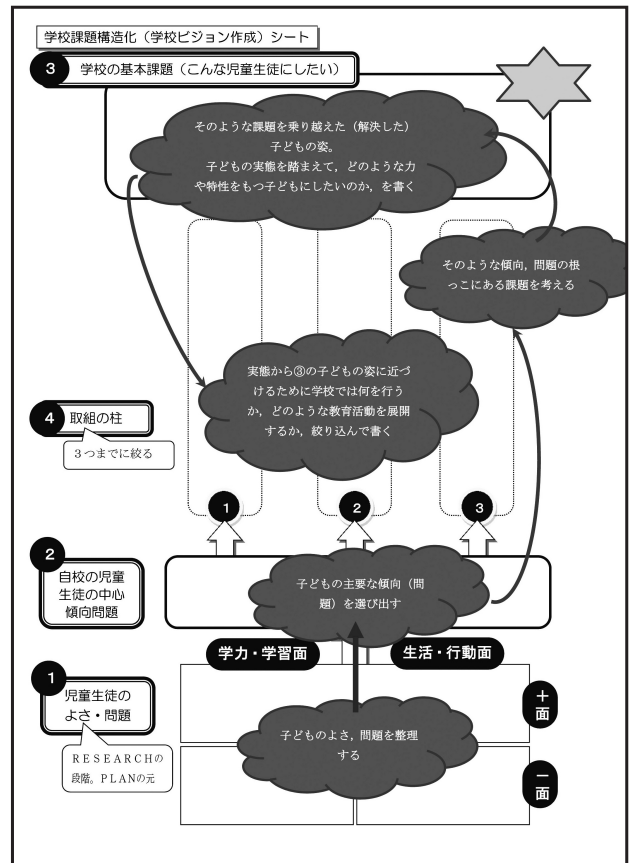 学校課題構造化（学校ビジョン作成）シート
3 学校の基本課題（こんな児童生徒にしたい）
そのような課題を乗り越えた（解決した）
子どもの姿。
子どもの実態を踏まえて，どのような力
や特性をもつ子どもにしたいのか，を書く
そのような傾向，問題の根
っこにある課題を考える
実態から③の子どもの姿に近づ
けるために学校では何を行う
か，どのような教育活動を展開
するか，絞り込んで書く
4 取組の柱
３つまでに絞る
1
2
3
2
自校の児童
生徒の中心
傾向問題
子どもの主要な傾向（問
題）を選び出す
学力・学習面
生活・行動面
1
児童生徒の
よさ・問題
ＲＥＳＥＡＲＣＨの
段階。ＰＬＡＮの元
子どものよさ，問題を整理
する
＋
面
－
面